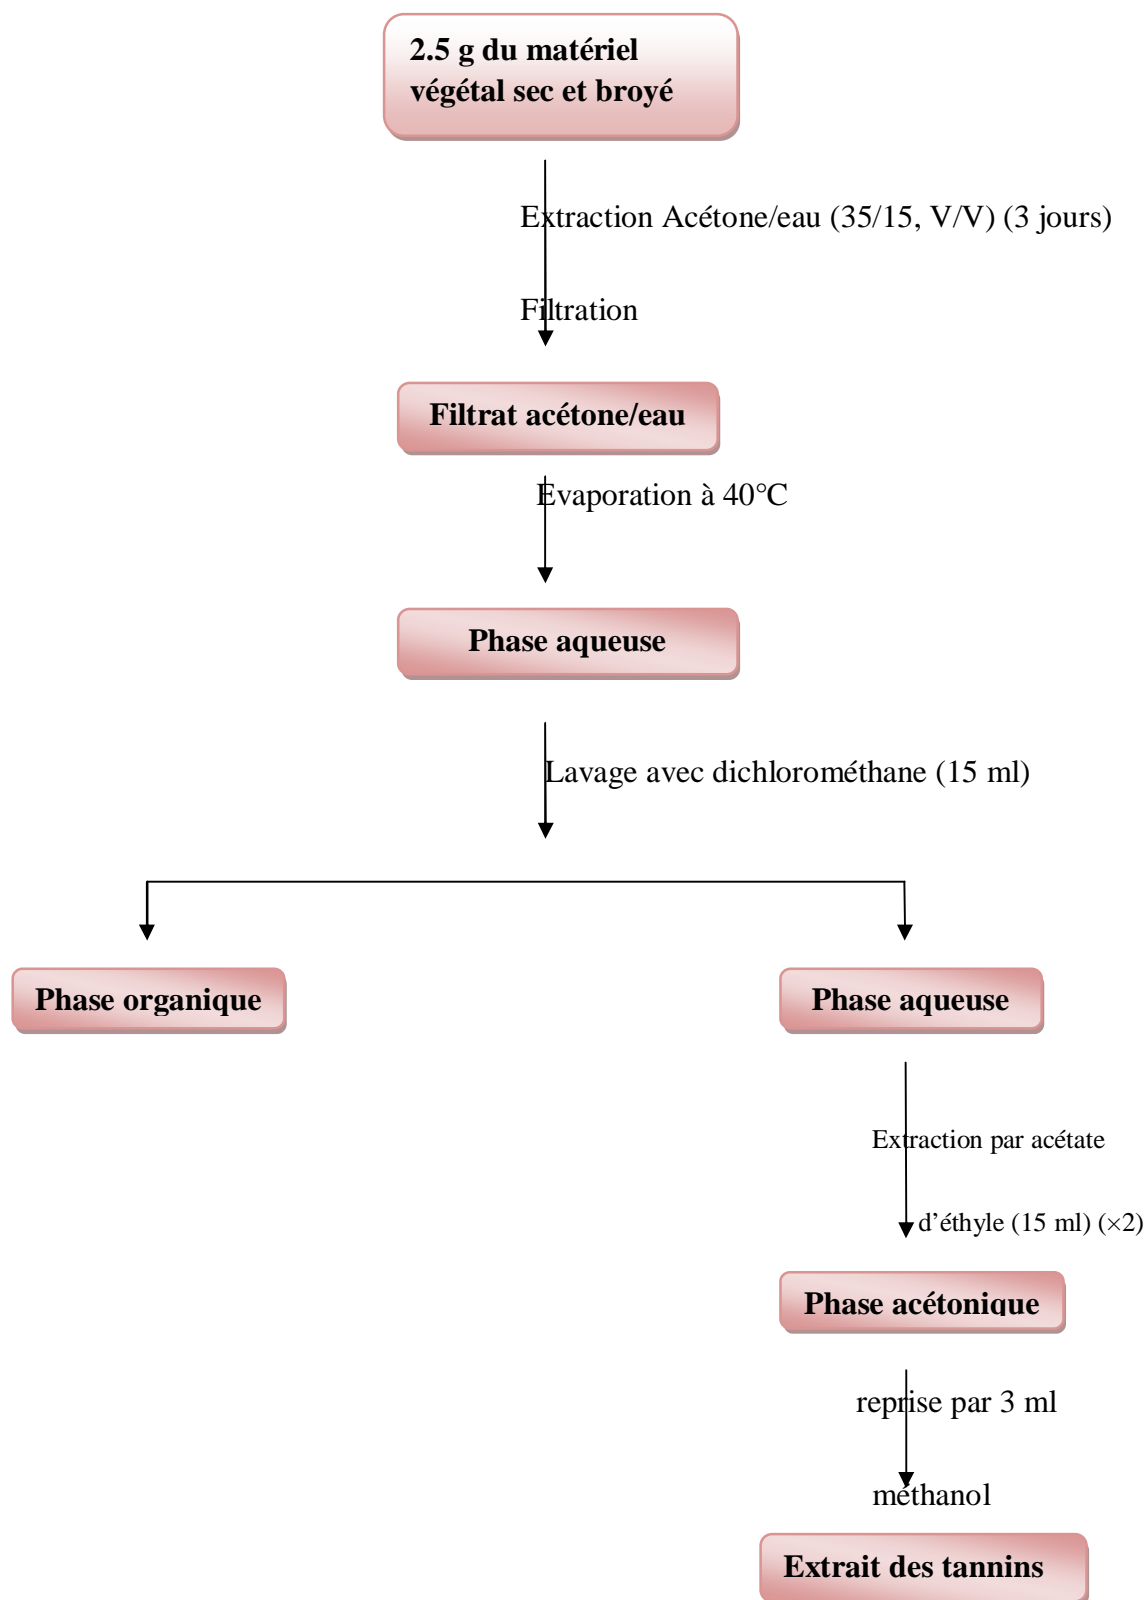 2.5 g du matériel
végétal sec et broyé
Extraction Acétone/eau (35/15, V/V) (3 jours)
Filtration
Filtrat acétone/eau
Evaporation à 40°C
Phase aqueuse
Lavage avec dichlorométhane (15 ml)
Phase organique
Phase aqueuse
Extraction par acétate
d’éthyle (15 ml) (×2)
Phase acétonique
reprise par 3 ml
méthanol
Extrait des tannins